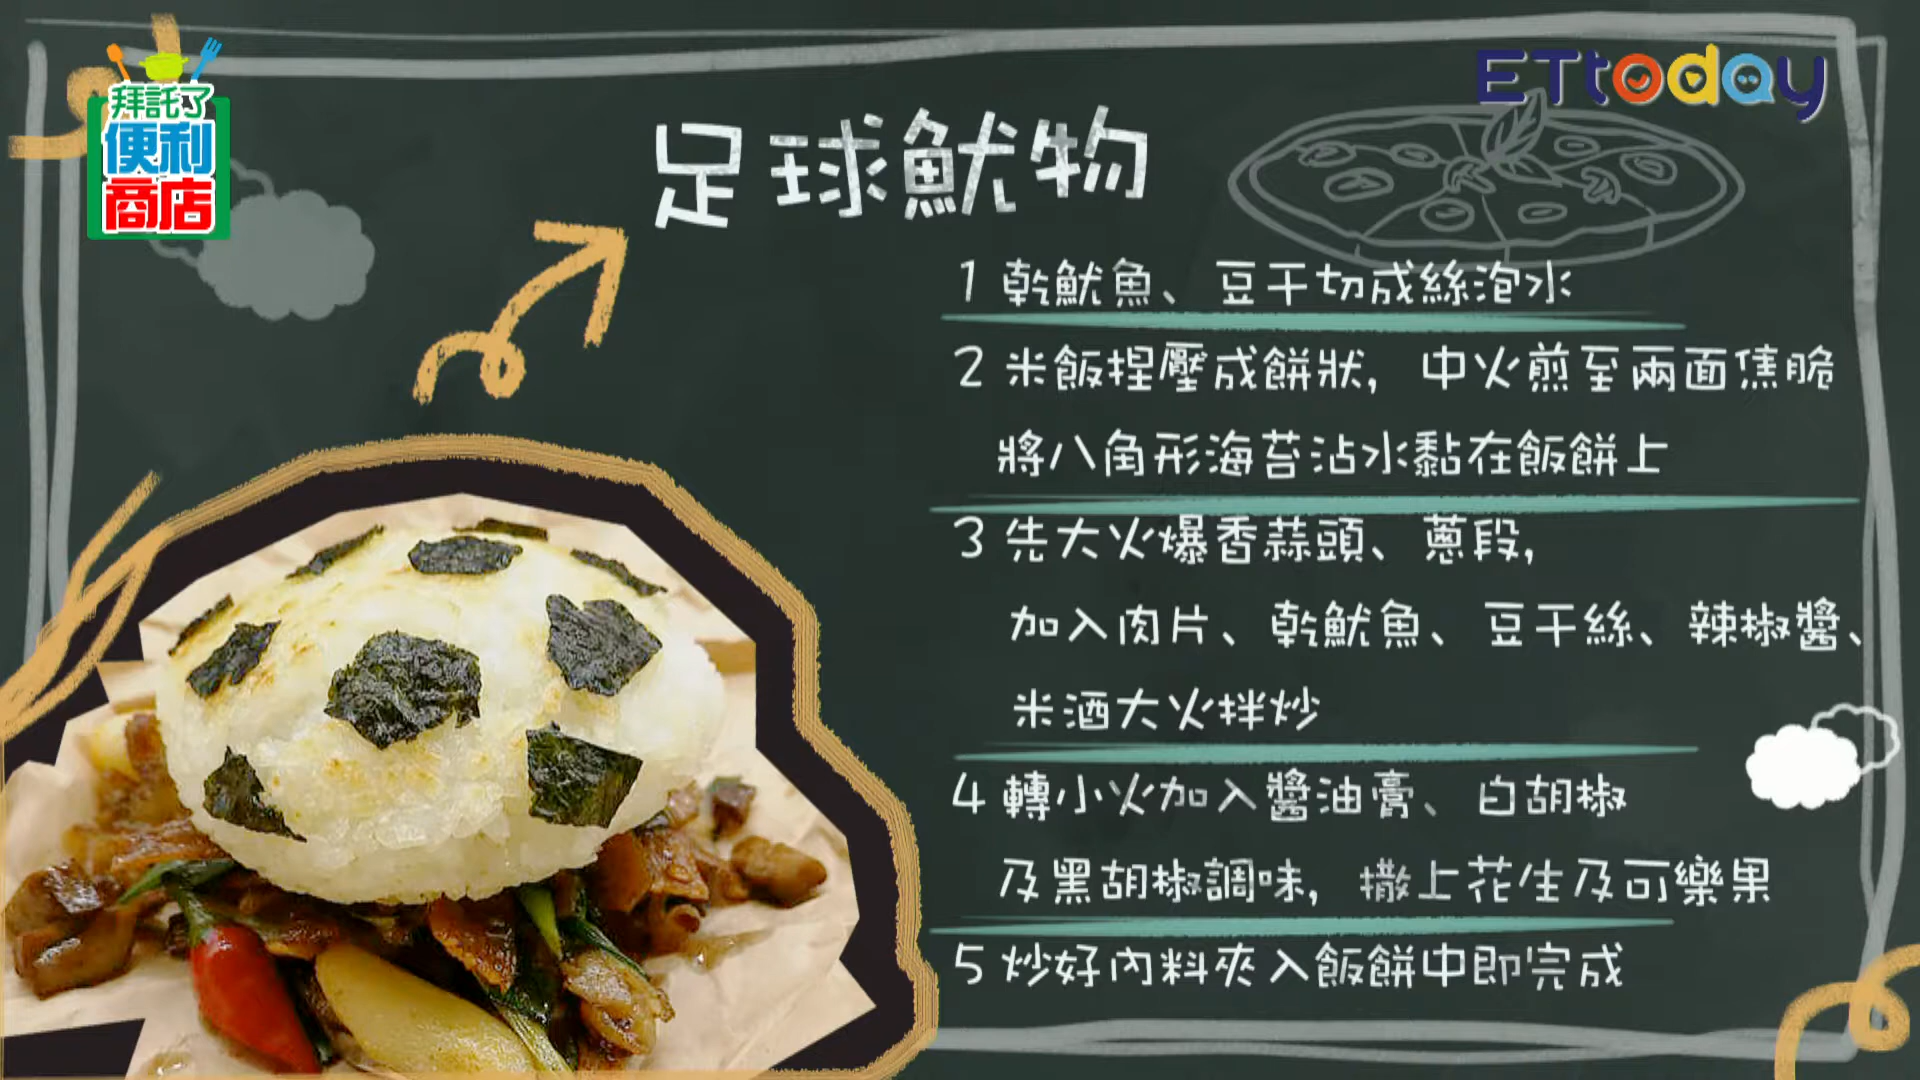 拜託了
便利
商店
ETtoday
足球魷物
1 乾魷魚、豆干切成絲泡水
2 米飯捏壓成餅狀, 中火煎至兩面焦脆
將八角形海苔沾水黏在飯餅上
3 先大火爆香蒜頭、蔥段,
加入肉片、乾魷魚、豆干絲、辣椒醬、
米酒大火拌炒
4 轉小火加入醬油膏、白胡椒
及黑胡椒調味, 撒上花生及可樂果
5 炒好內料夾入飯餅中即完成